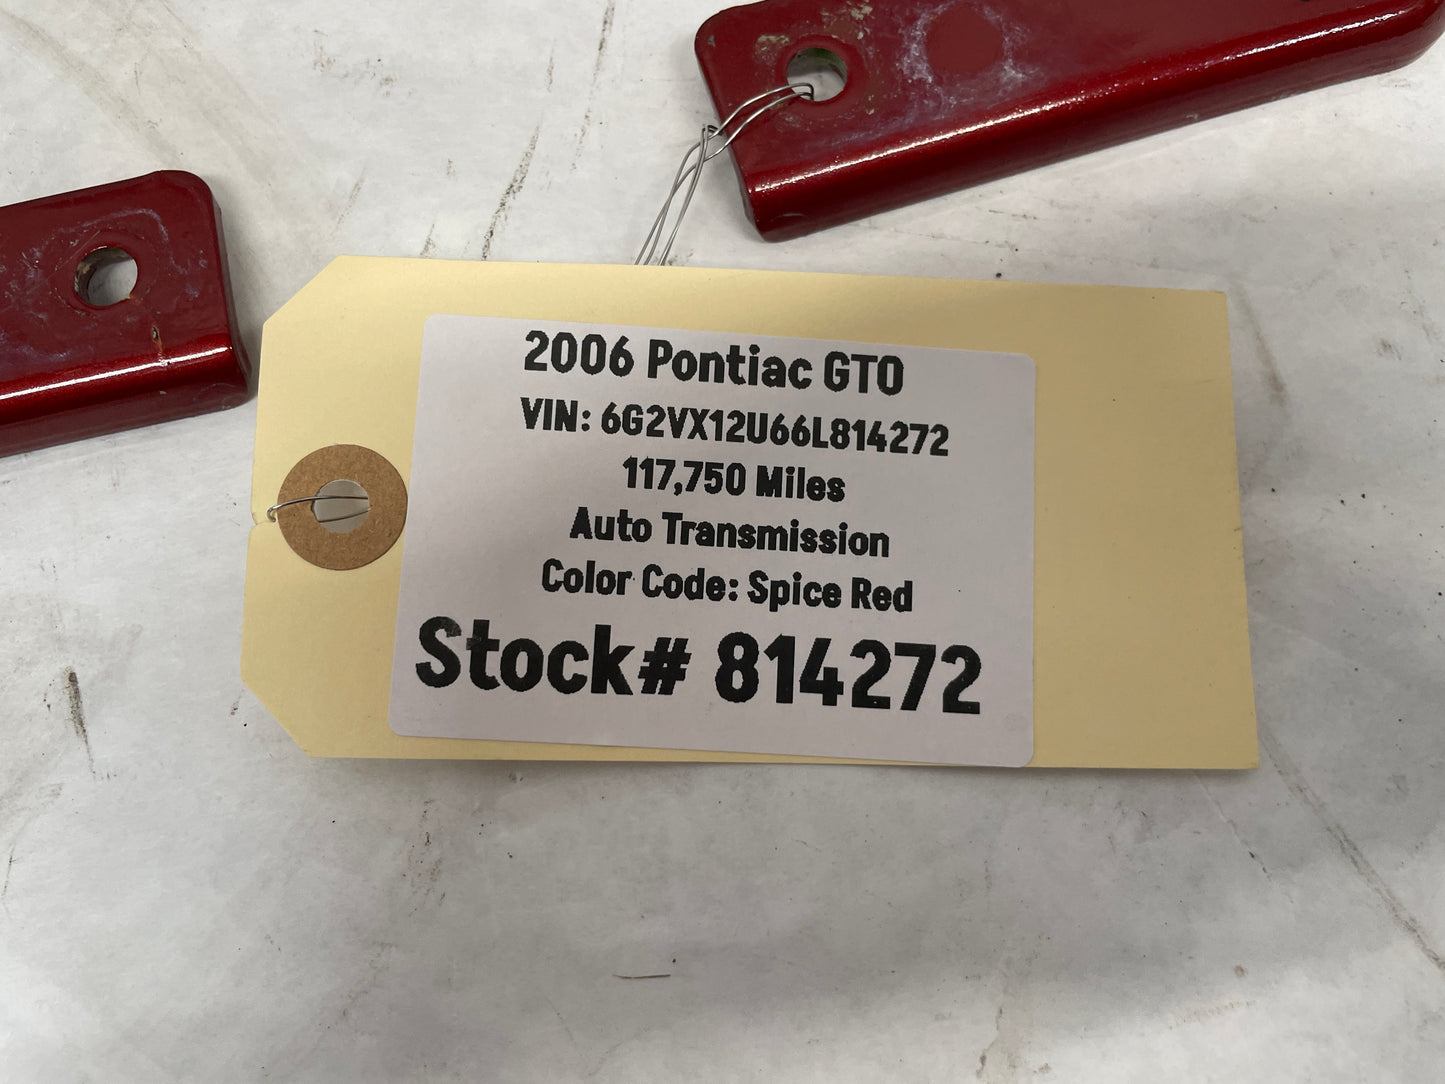 2006 Pontiac GTO
VIN: 6G2VX12U66L814272
117,750 Miles
Auto Transmission
Color Code: Spice Red
Stock# 814272